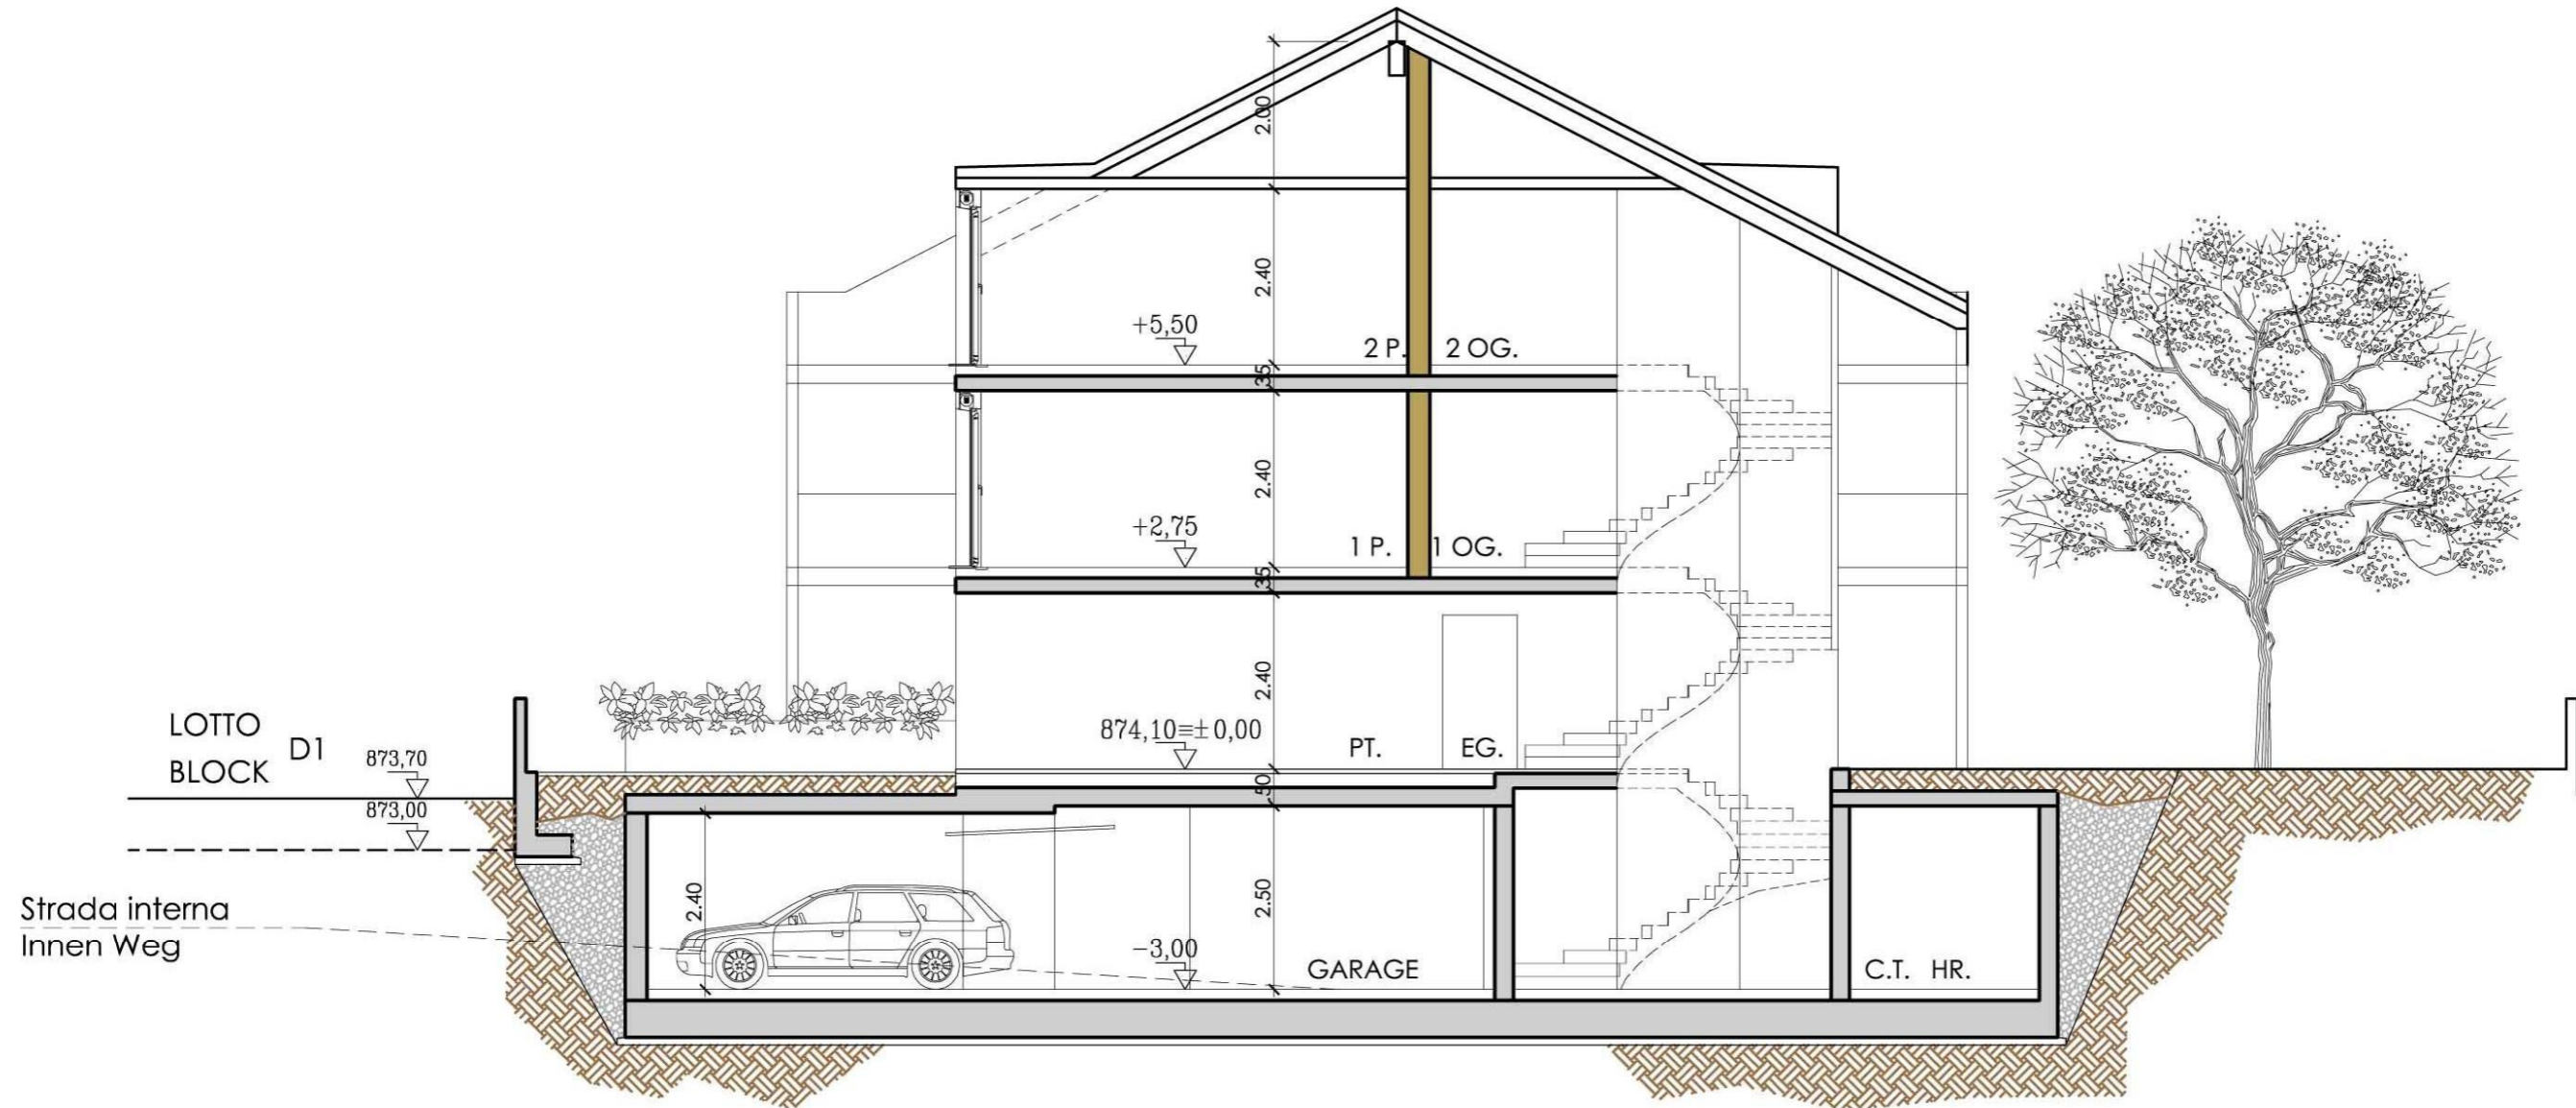 2.00
2.40
+5,50
2 P. 2 OG.
35
2.40
+2,75
1 P. 1 OG.
35
2.40
LOTTO
BLOCK
D1
873,70
874,10≡±0,00
PT. EG.
50
873,00
Strada interna
Innen Weg
2.40
2.50
-3,00
GARAGE
C.T. HR.